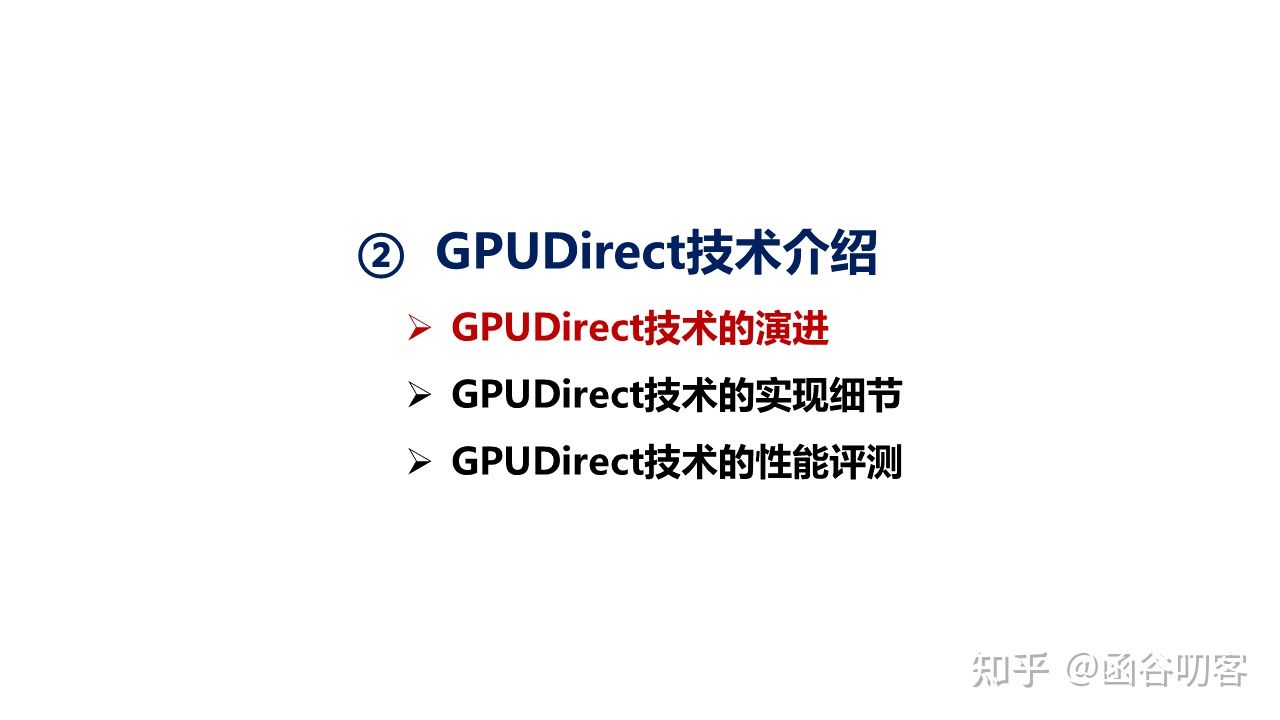 ② GPUDirect技术介绍
➢ GPUDirect技术的演进
➢ GPUDirect技术的实现细节
➢ GPUDirect技术的性能评测
知乎 @函谷叨客